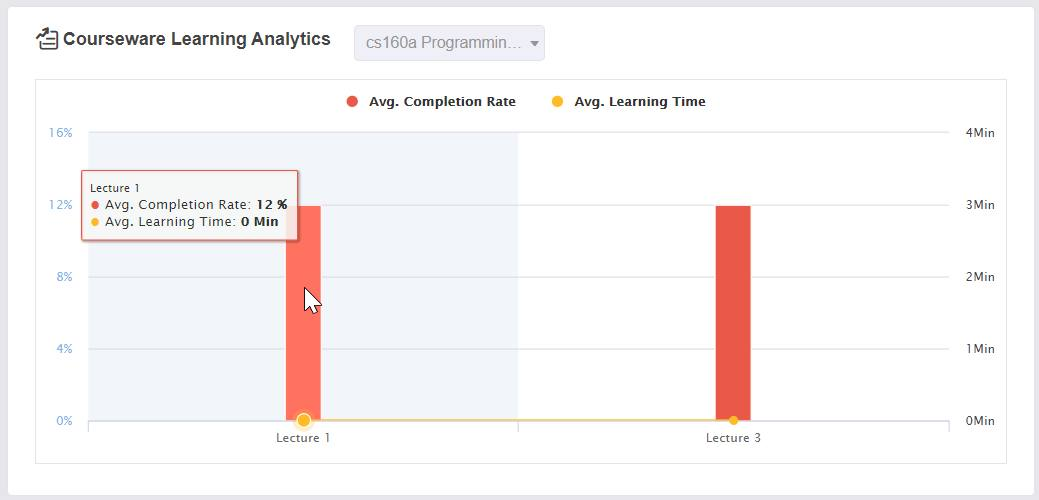 Courseware Learning Analytics
cs160a Programmin...
Avg. Completion Rate
Avg. Learning Time
16%
4Min
Lecture 1
Avg. Completion Rate: 12 %
Avg. Learning Time: 0 Min
12%
3Min
8%
2Min
4%
1Min
0%
0Min
Lecture 1
Lecture 3